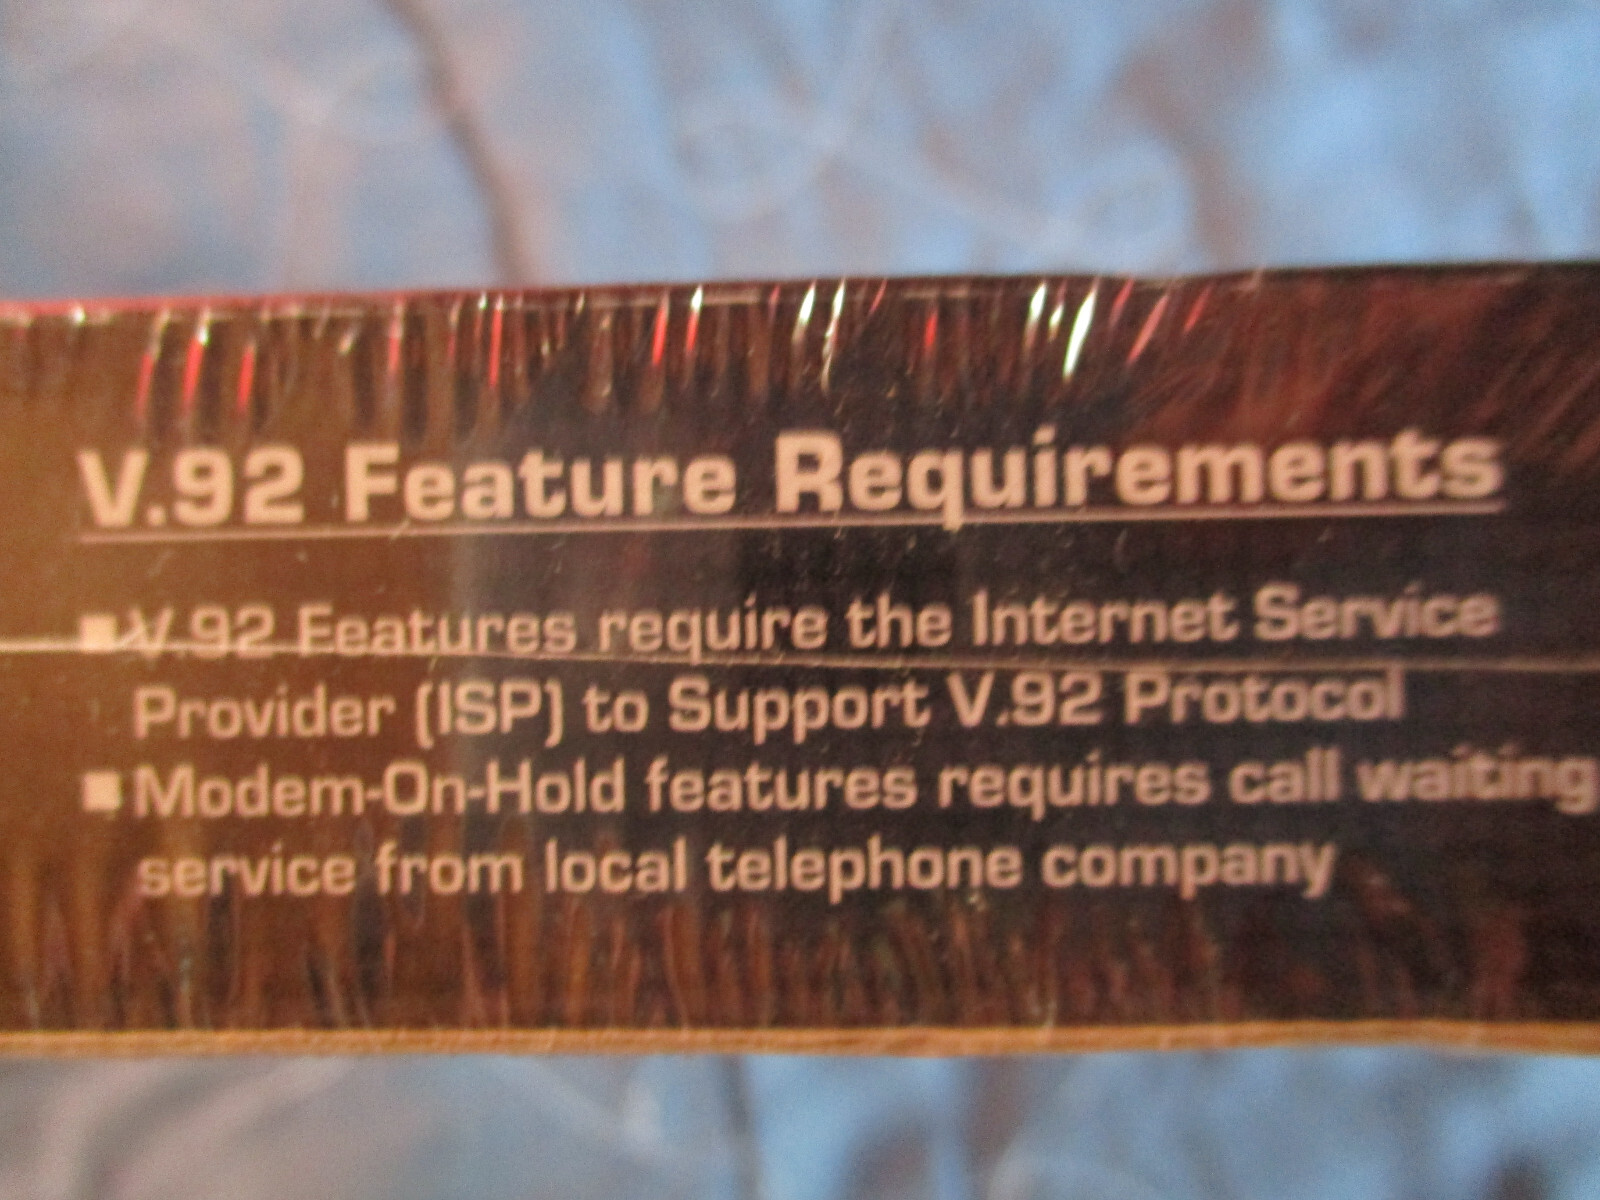 V.92 Feature Requirements
■ V.92 Features require the Internet Service
Provider (ISP) to Support V.92 Protocol
■ Modem-On-Hold features requires call waiting
service from local telephone company